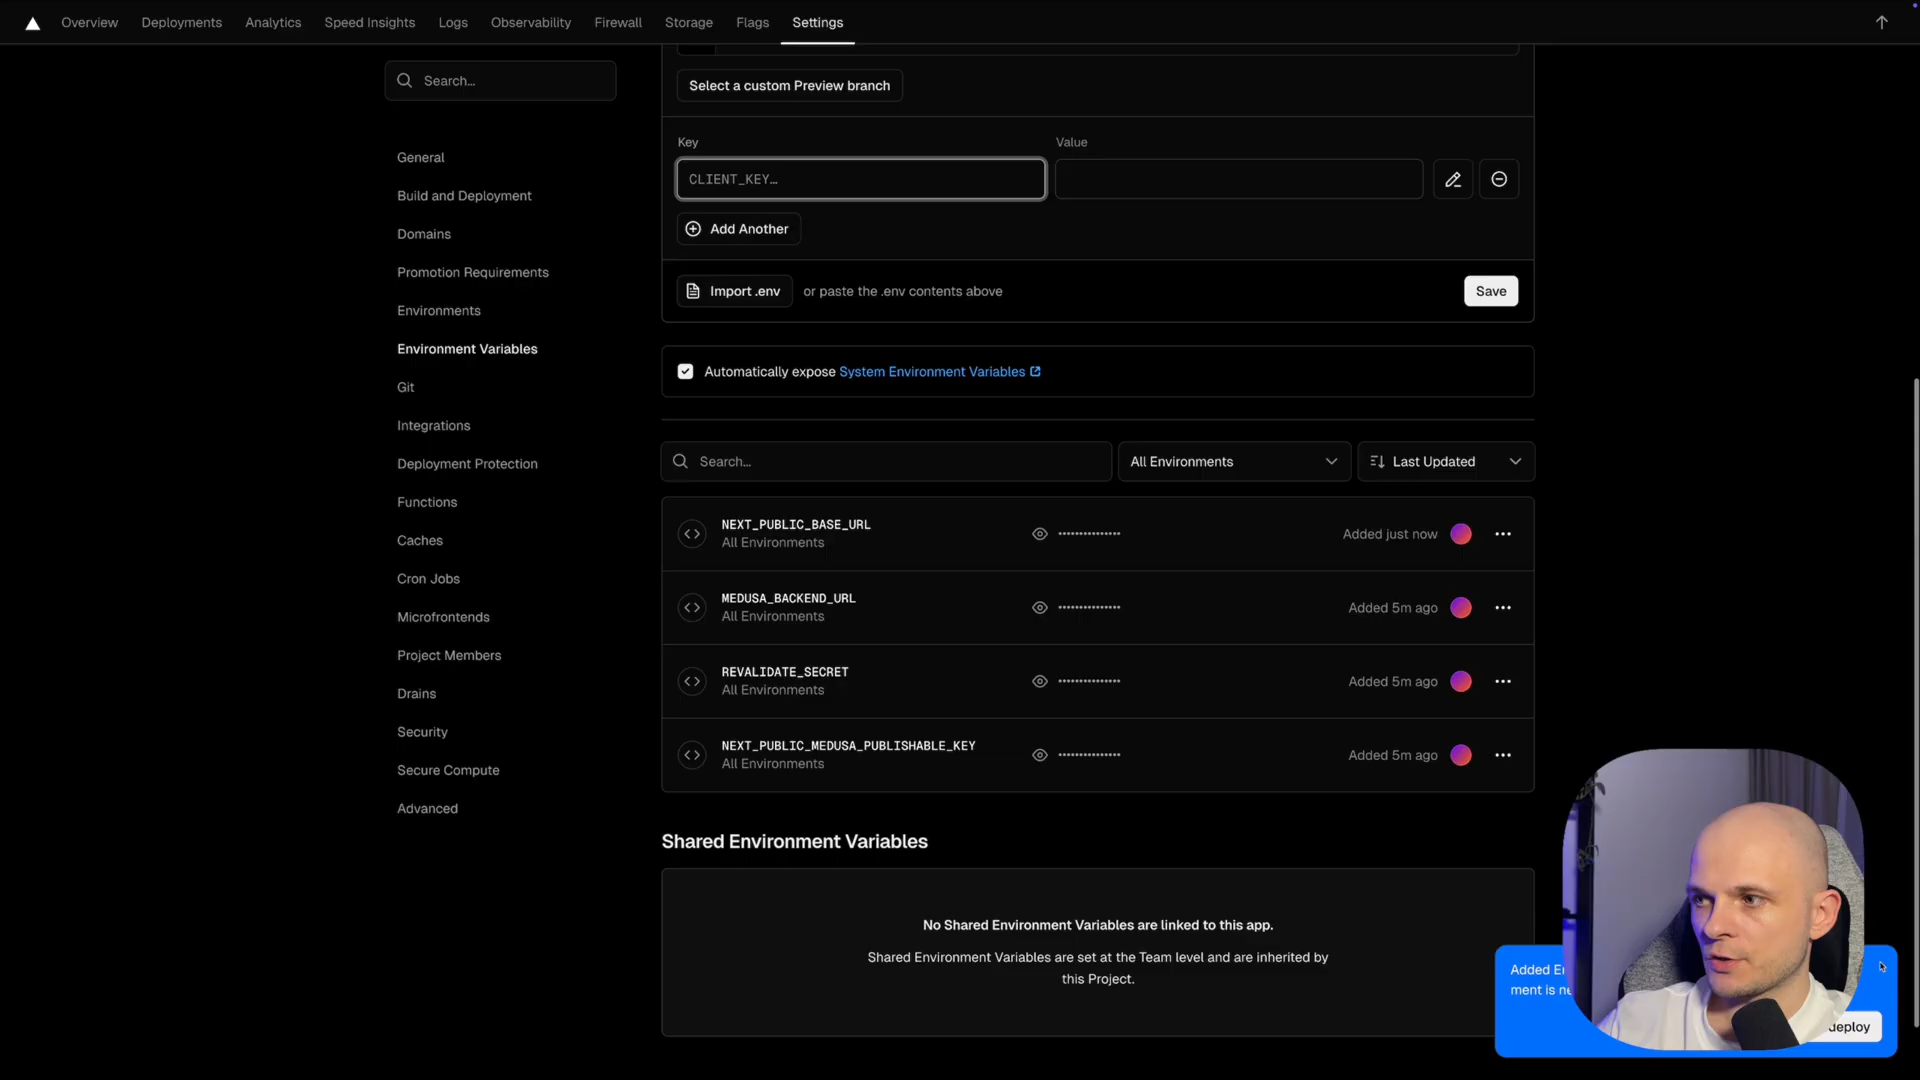 Overview Deployments Analytics Speed Insights Logs Observability Firewall Storage Flags Settings
Search...
General
Build and Deployment
Domains
Promotion Requirements
Environments
Environment Variables
Git
Integrations
Deployment Protection
Functions
Caches
Cron Jobs
Microfrontends
Project Members
Drains
Security
Secure Compute
Advanced
Select a custom Preview branch
Key Value
CLIENT_KEY...
Add Another
Import .env or paste the .env contents above Save
Automatically expose System Environment Variables
Search... All Environments Last Updated
NEXT_PUBLIC_BASE_URL
All Environments
Added just now
MEDUSA_BACKEND_URL
All Environments
Added 5m ago
REVALIDATE_SECRET
All Environments
Added 5m ago
NEXT_PUBLIC_MEDUSA_PUBLISHABLE_KEY
All Environments
Added 5m ago
Shared Environment Variables
No Shared Environment Variables are linked to this app.
Shared Environment Variables are set at the Team level and are inherited by
this Project.
Added
ment is
deploy